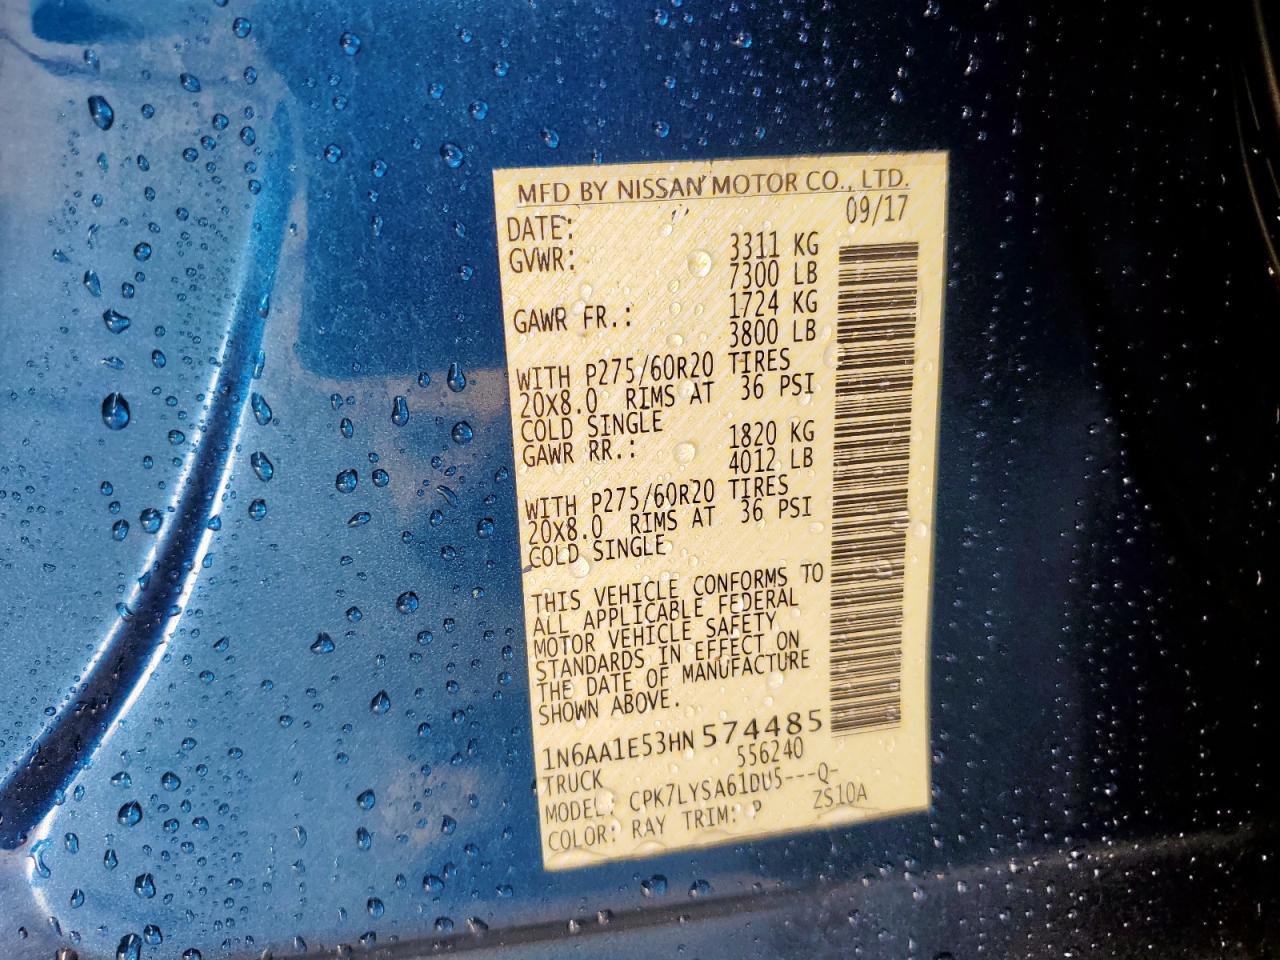 MFD BY NISSAN MOTOR CO., LTD.
DATE: 09/17
GVWR: 3311 KG
7300 LB
GAWR FR.: 1724 KG
3800 LB
WITH P275/60R20 TIRES
20X8.0 RIMS AT 36 PSI
COLD SINGLE
GAWR RR.: 1820 KG
4012 LB
WITH P275/60R20 TIRES
20X8.0 RIMS AT 36 PSI
COLD SINGLE
THIS VEHICLE CONFORMS TO
ALL APPLICABLE FEDERAL
MOTOR VEHICLE SAFETY
STANDARDS IN EFFECT ON
THE DATE OF MANUFACTURE
SHOWN ABOVE.
1N6AA1E53HN 574485
TRUCK 556240
MODEL: CPK7LYSA61DU5---Q-
COLOR: RAY TRIM: P ZS10A